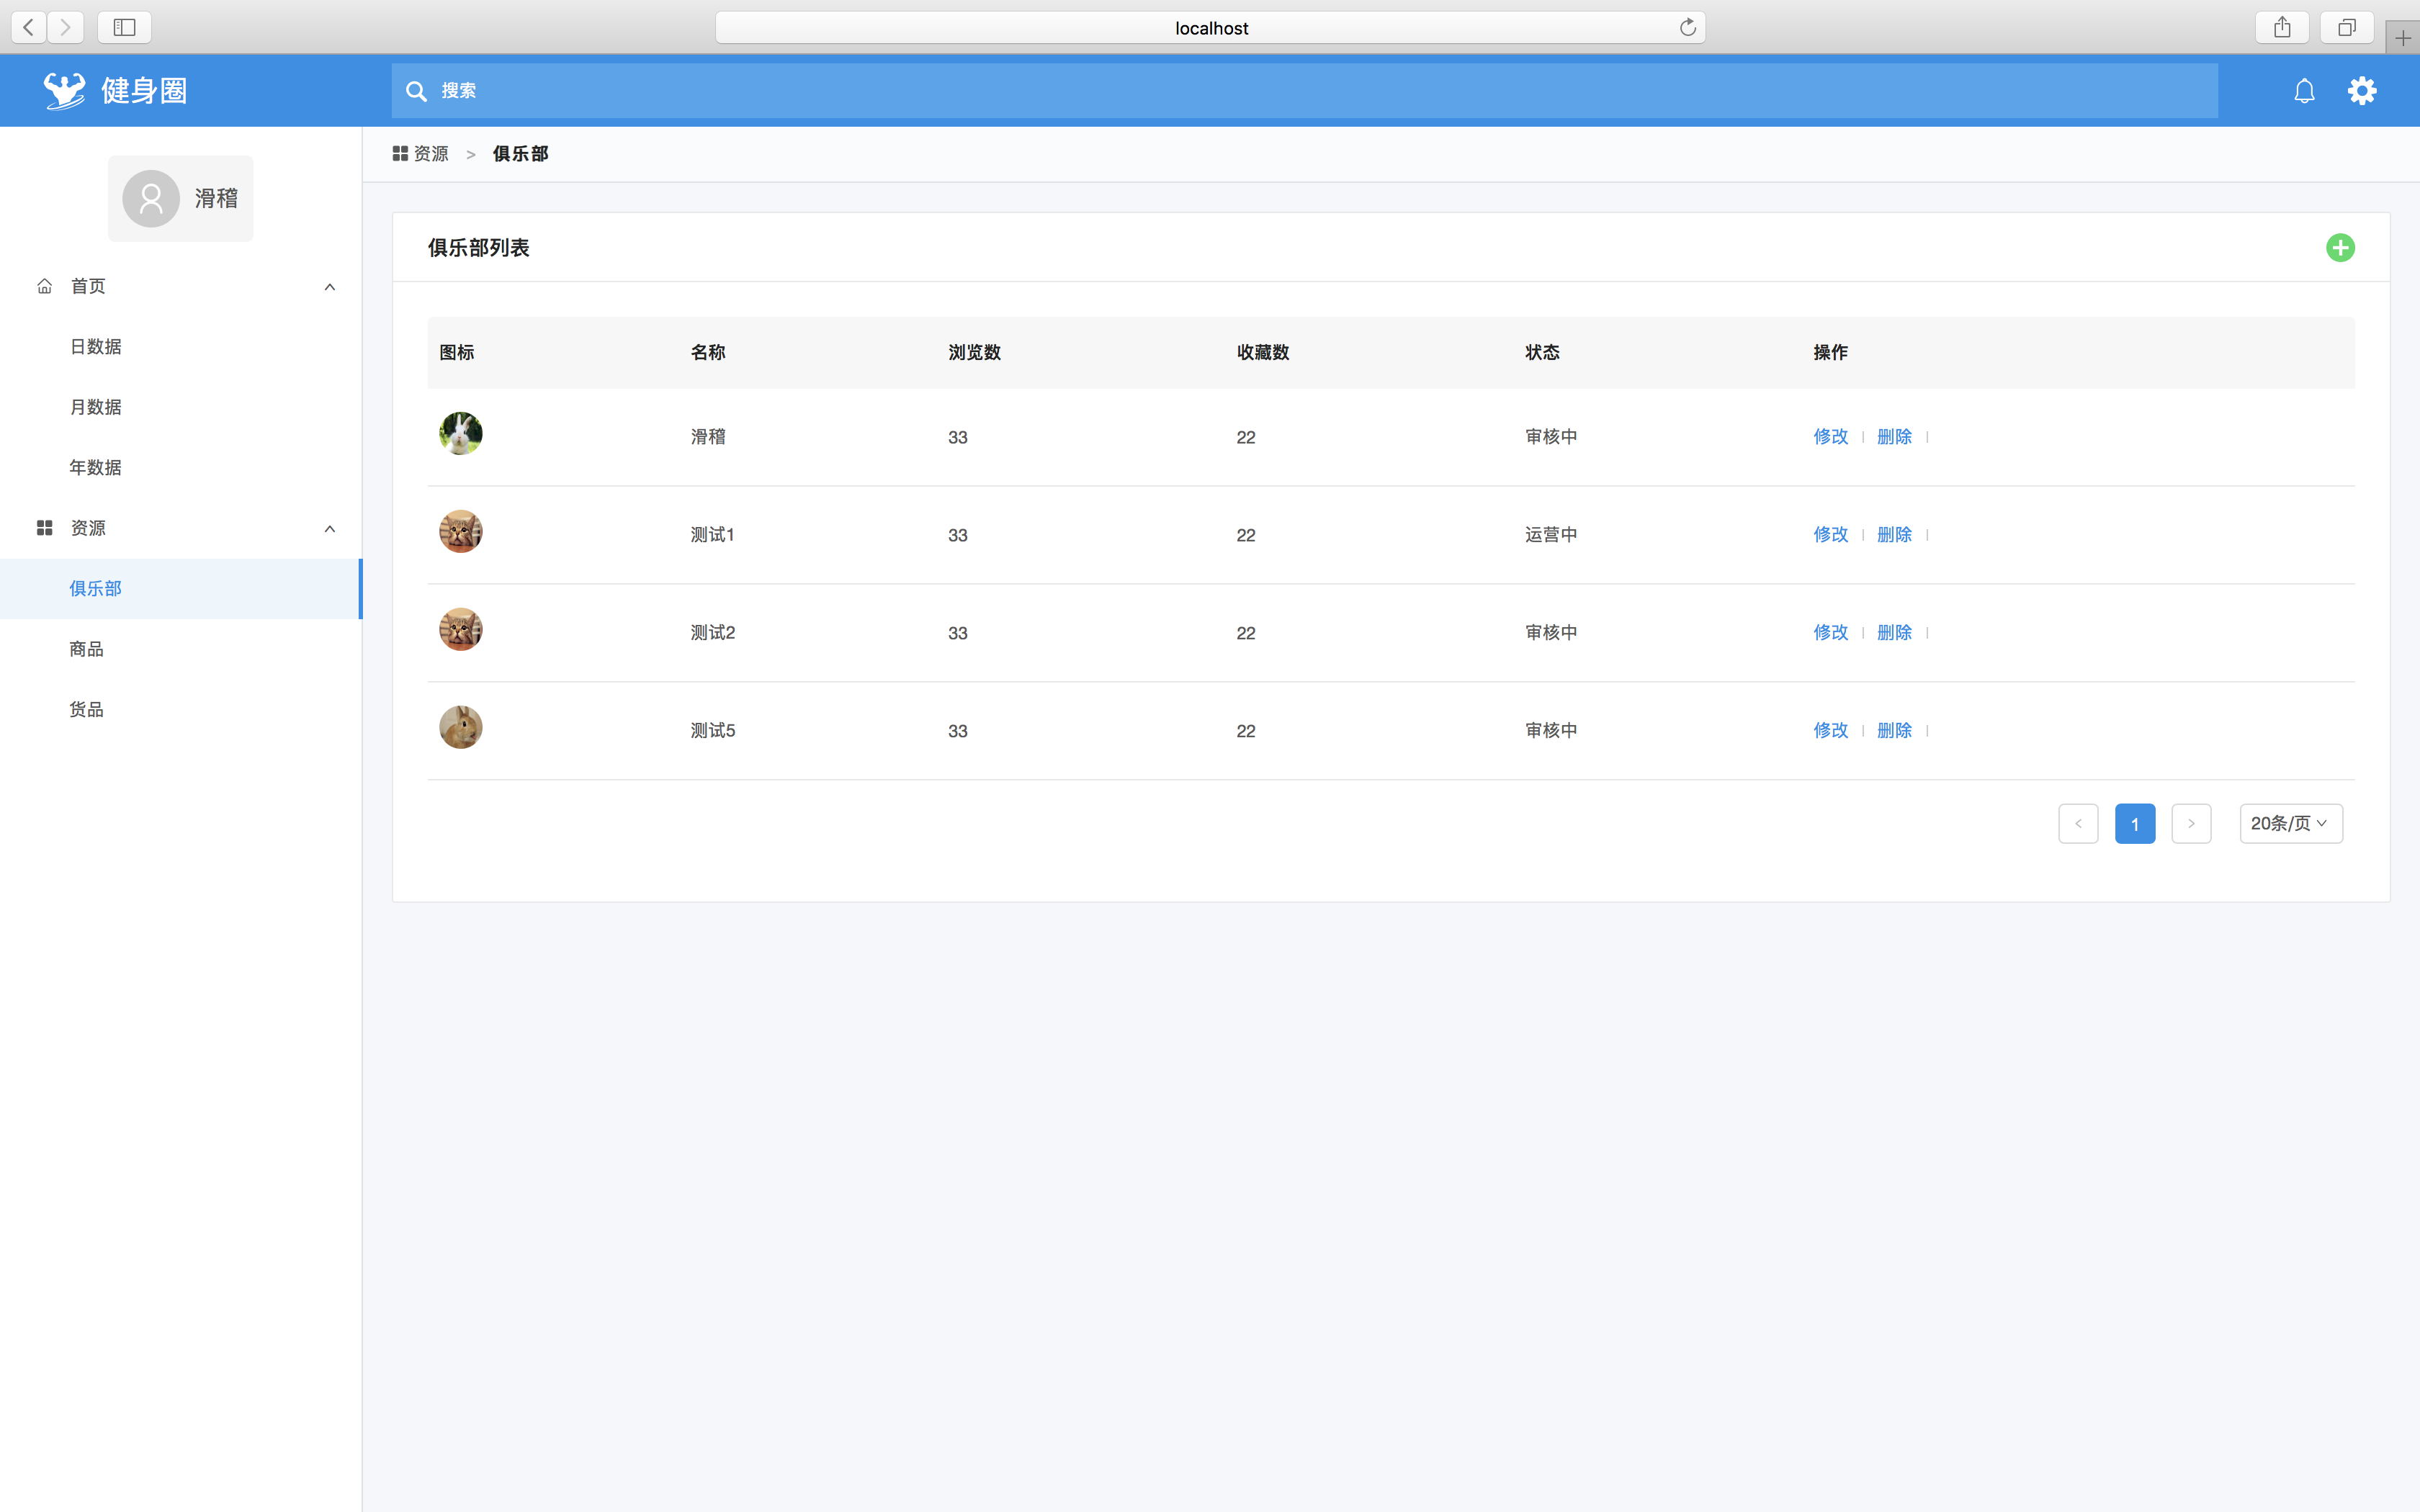 localhost
健身圈
搜索
滑稽
首页
日数据
月数据
年数据
资源
俱乐部
商品
货品
资源 > 俱乐部
俱乐部列表
图标 名称 浏览数 收藏数 状态 操作
滑稽 33 22 审核中 修改 删除
测试1 33 22 运营中 修改 删除
测试2 33 22 审核中 修改 删除
测试5 33 22 审核中 修改 删除
< 1 > 20条/页